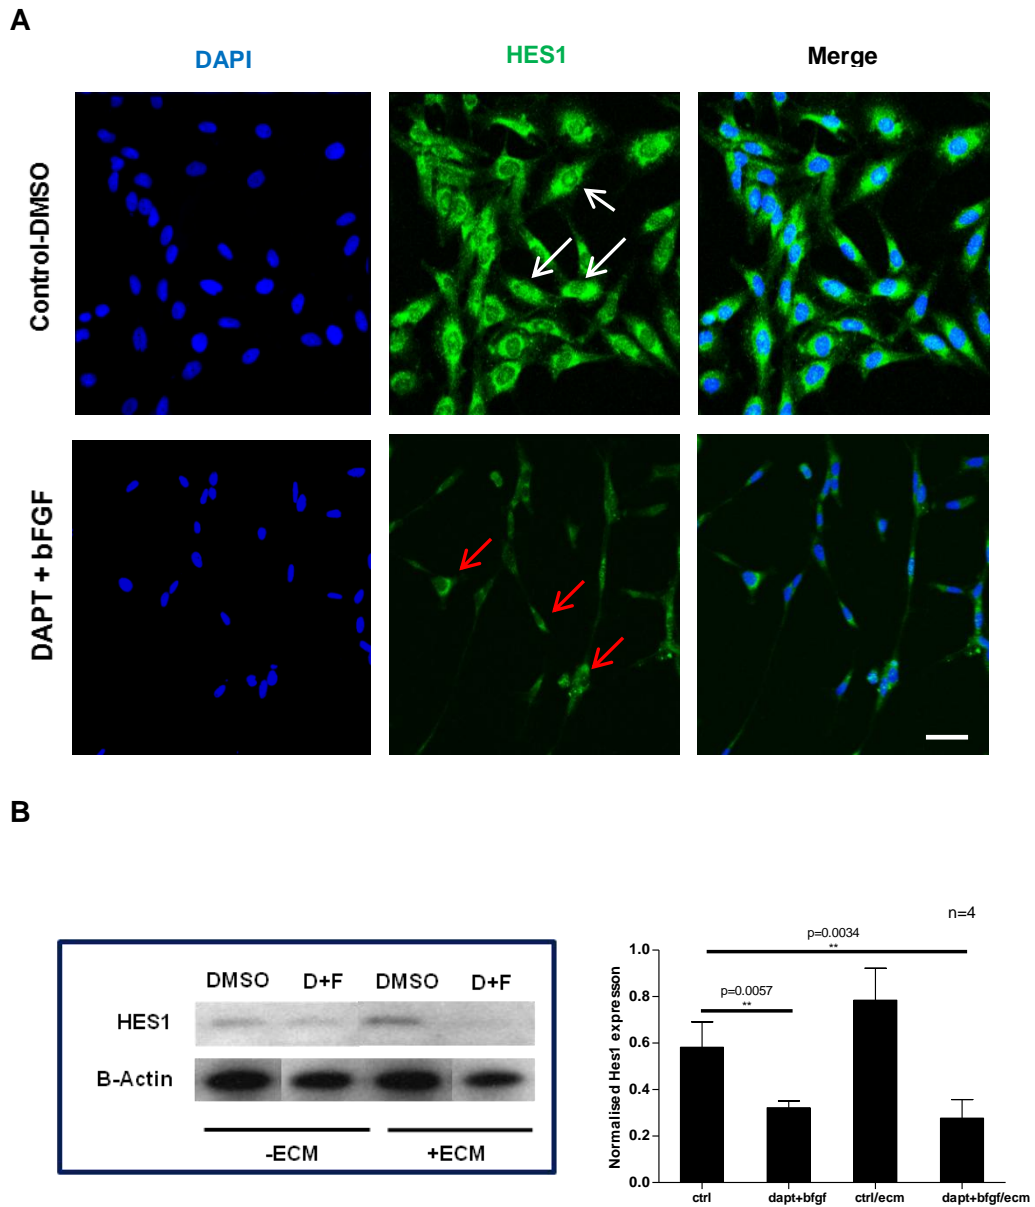 A
DAPI HES1 Merge
Control-DMSO
DAPT + bFGF
B
DMSO D+F DMSO D+F
HES1
B-Actin
-ECM +ECM
n=4
p=0.0034
**
p=0.0057
**
Normalised Hes1 expresson
1.0
0.8
0.6
0.4
0.2
0.0
ctrl dapt+bfgf ctrl/ecm dapt+bfgf/ecm